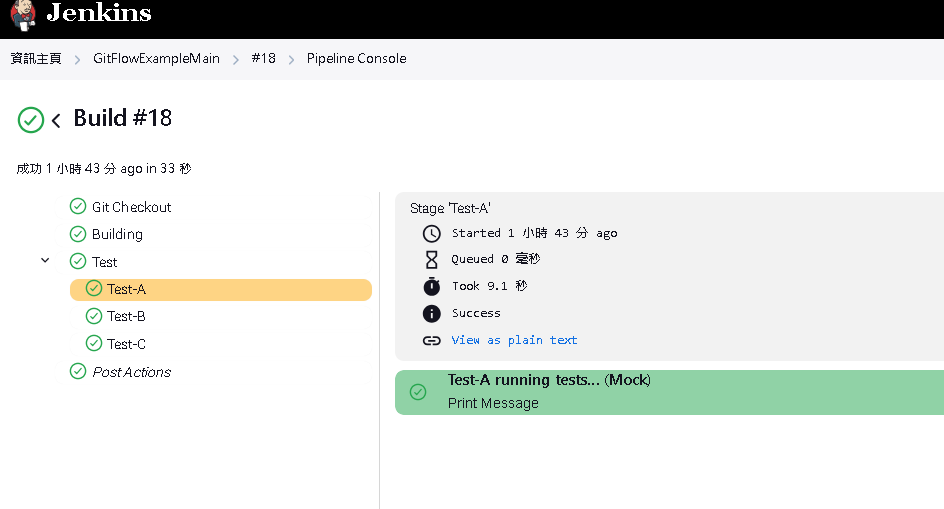 Jenkins
資訊主頁 > GitFlowExampleMain > #18 > Pipeline Console
Build #18
成功 1 小時 43 分 ago in 33 秒
Git Checkout
Building
Test
Test-A
Test-B
Test-C
Post Actions
Stage 'Test-A'
Started 1 小時 43 分 ago
Queued 0 毫秒
Took 9.1 秒
Success
View as plain text
Test-A running tests... (Mock)
Print Message